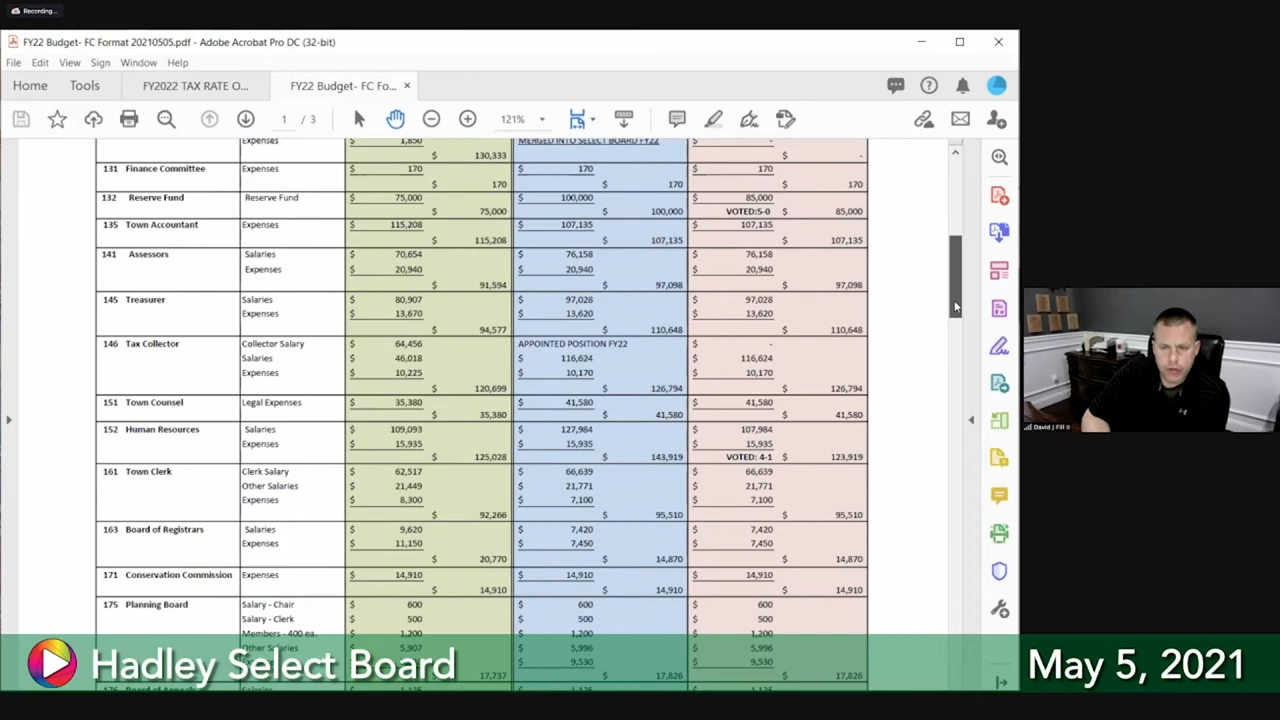 Recording...
FY22 Budget- FC Format 20210505.pdf - Adobe Acrobat Pro DC (32-bit)
File Edit View Sign Window Help
Home Tools FY2022 TAX RATE O... FY22 Budget- FC Fo... ×
1 / 3 121%
Expenses $ 1,850 MERGED INTO SELECT BOARD FY22 $ -
$ 130,333 $ -
131 Finance Committee Expenses $ 170 $ 170 $ 170
$ 170 $ 170 $ 170
132 Reserve Fund Reserve Fund $ 75,000 $ 100,000 $ 85,000
$ 75,000 $ 100,000 VOTED:5-0 $ 85,000
135 Town Accountant Expenses $ 115,208 $ 107,135 $ 107,135
$ 115,208 $ 107,135 $ 107,135
141 Assessors Salaries $ 70,654 $ 76,158 $ 76,158
Expenses $ 20,940 $ 20,940 $ 20,940
$ 91,594 $ 97,098 $ 97,098
145 Treasurer Salaries $ 80,907 $ 97,028 $ 97,028
Expenses $ 13,670 $ 13,620 $ 13,620
$ 94,577 $ 110,648 $ 110,648
146 Tax Collector Collector Salary $ 64,456 APPOINTED POSITION FY22 $ -
Salaries $ 46,018 $ 116,624 $ 116,624
Expenses $ 10,225 $ 10,170 $ 10,170
$ 120,699 $ 126,794 $ 126,794
151 Town Counsel Legal Expenses $ 35,380 $ 41,580 $ 41,580
$ 35,380 $ 41,580 $ 41,580
152 Human Resources Salaries $ 109,093 $ 127,984 $ 107,984
Expenses $ 15,935 $ 15,935 $ 15,935
$ 125,028 $ 143,919 VOTED: 4-1 $ 123,919
161 Town Clerk Clerk Salary $ 62,517 $ 66,639 $ 66,639
Other Salaries $ 21,449 $ 21,771 $ 21,771
Expenses $ 8,300 $ 7,100 $ 7,100
$ 92,266 $ 95,510 $ 95,510
163 Board of Registrars Salaries $ 9,620 $ 7,420 $ 7,420
Expenses $ 11,150 $ 7,450 $ 7,450
$ 20,770 $ 14,870 $ 14,870
171 Conservation Commission Expenses $ 14,910 $ 14,910 $ 14,910
$ 14,910 $ 14,910 $ 14,910
175 Planning Board Salary - Chair $ 600 $ 600 $ 600
Salary - Clerk $ 500 $ 500 $ 500
Members - 400 ea. $ 1,200 $ 1,200 $ 1,200
Other Salaries $ 5,907 $ 5,996 $ 5,996
$ 9,530 $ 9,530
$ 17,737 $ 17,826 $ 17,826
David J Fill II
Hadley Select Board
May 5, 2021